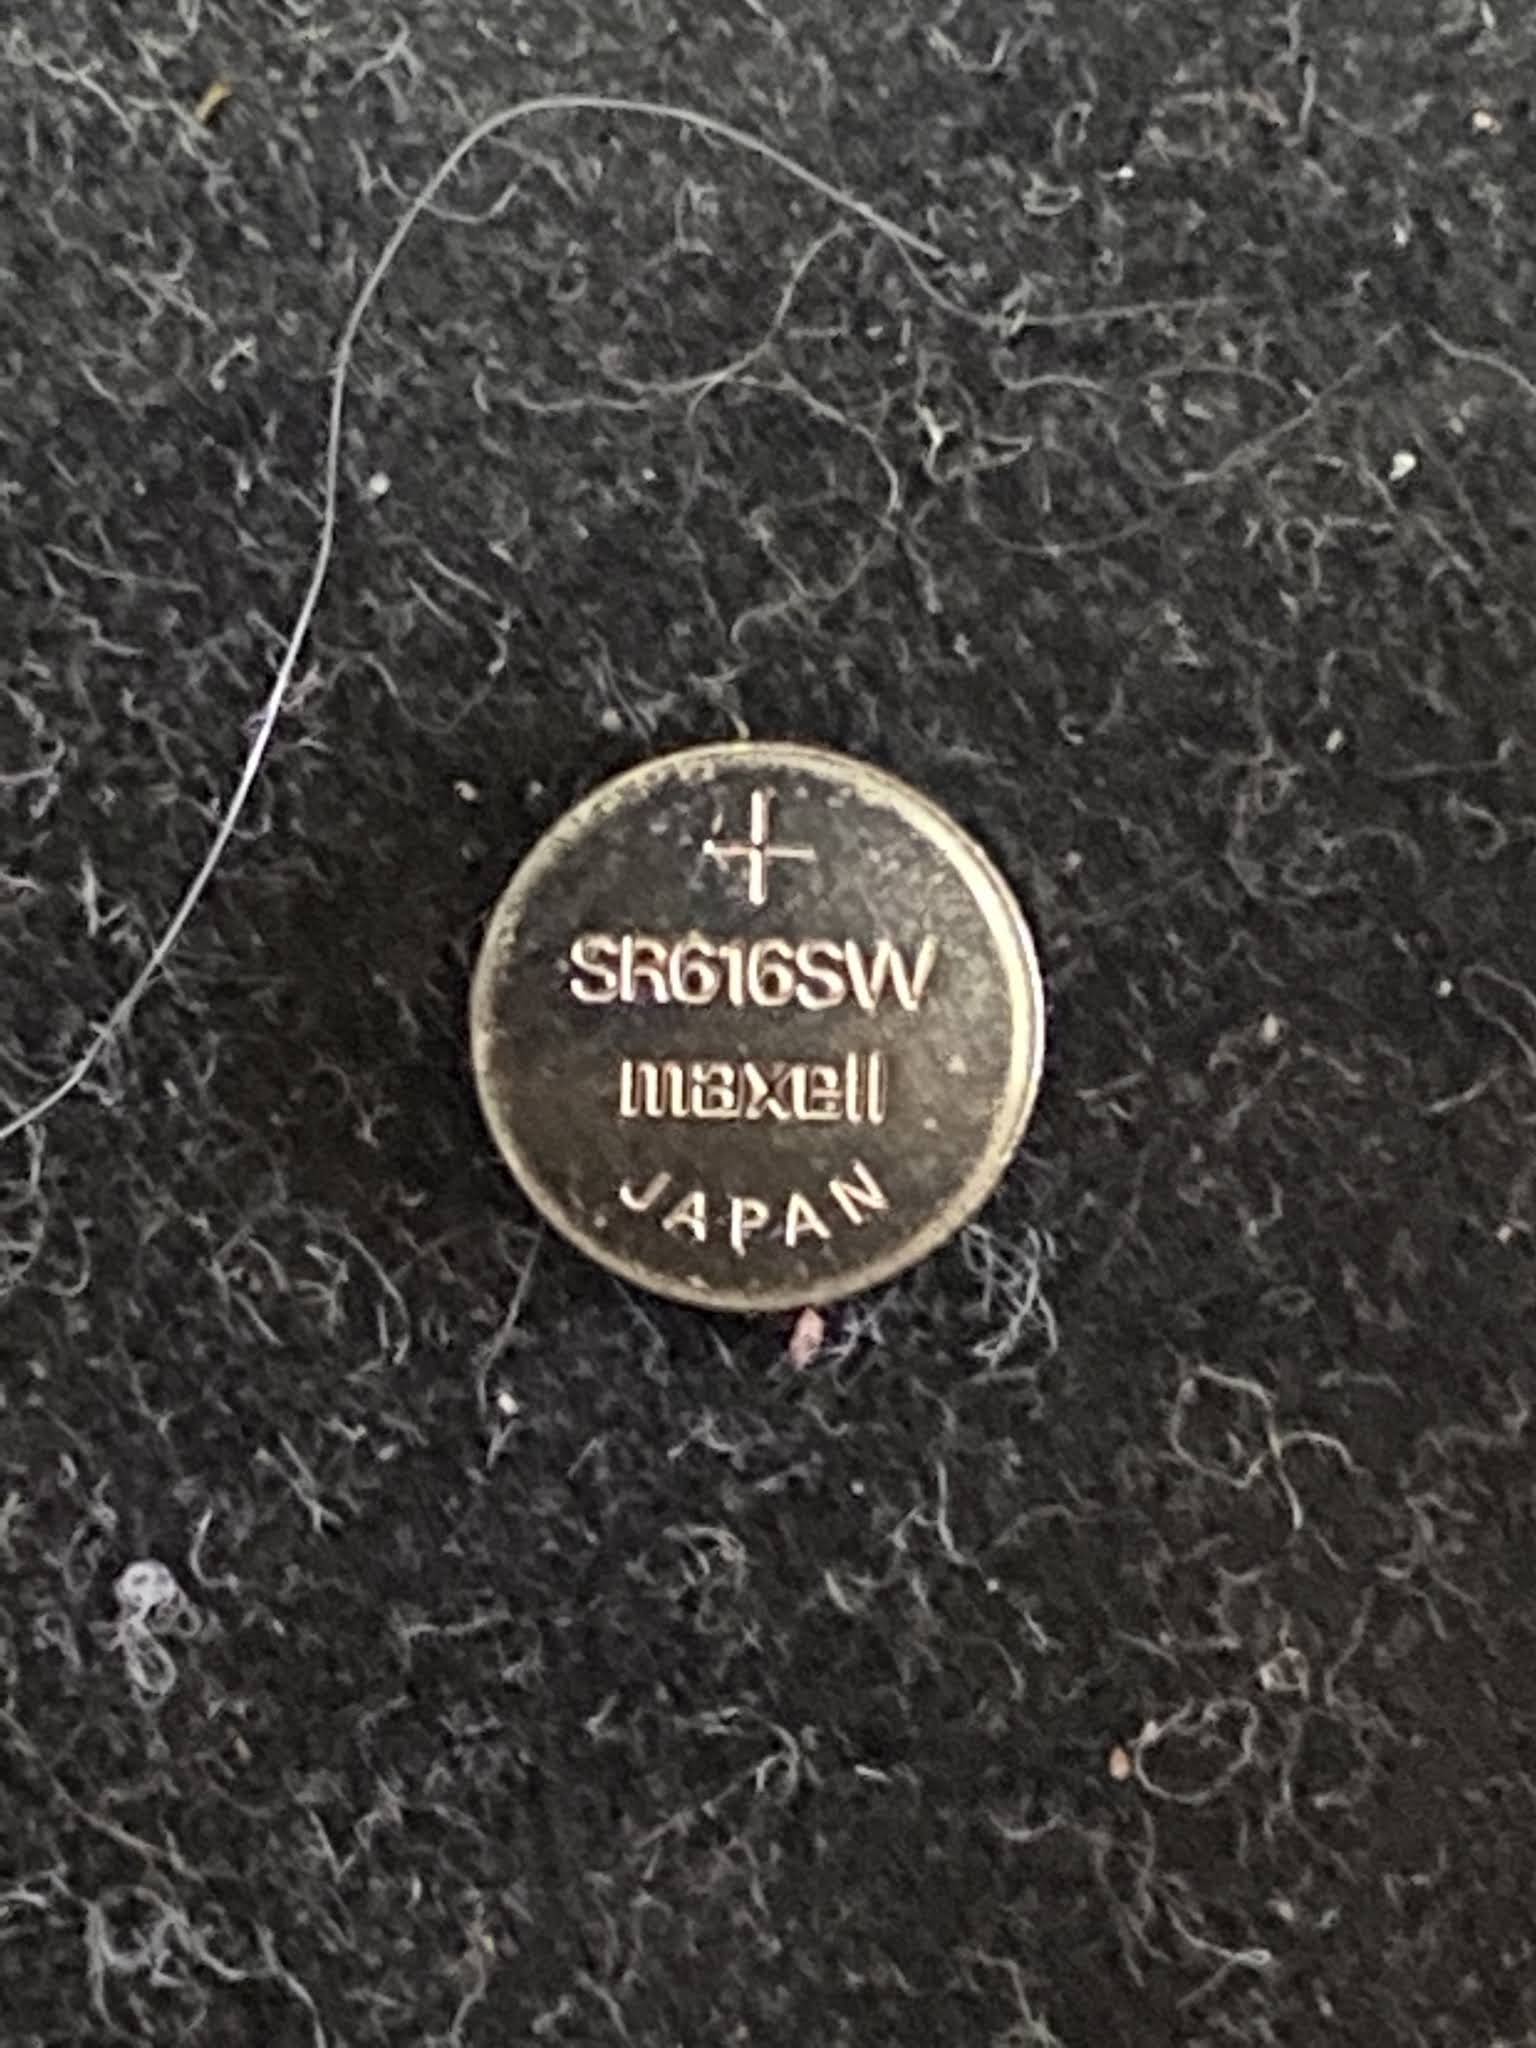 +
SR616SW
maxell
JAPAN